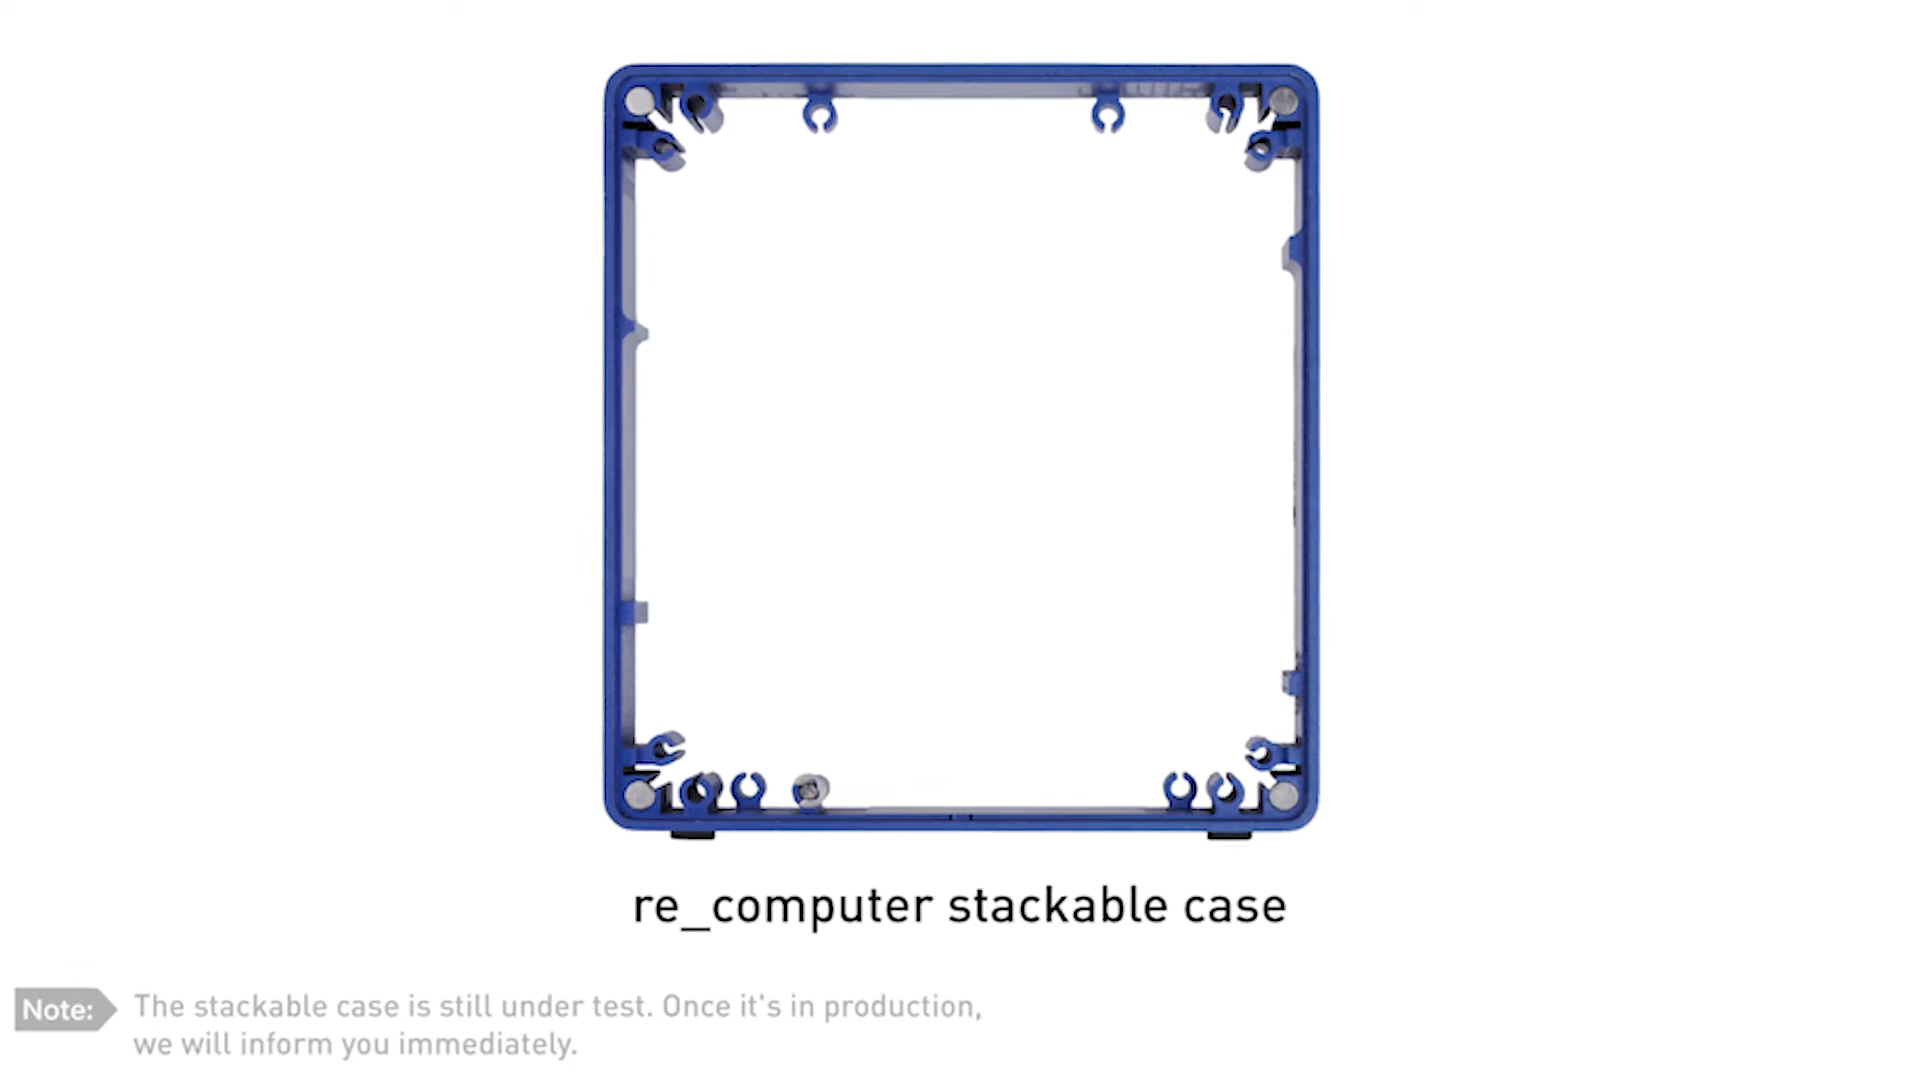 re_computer stackable case
Note:
The stackable case is still under test. Once it's in production,
we will inform you immediately.